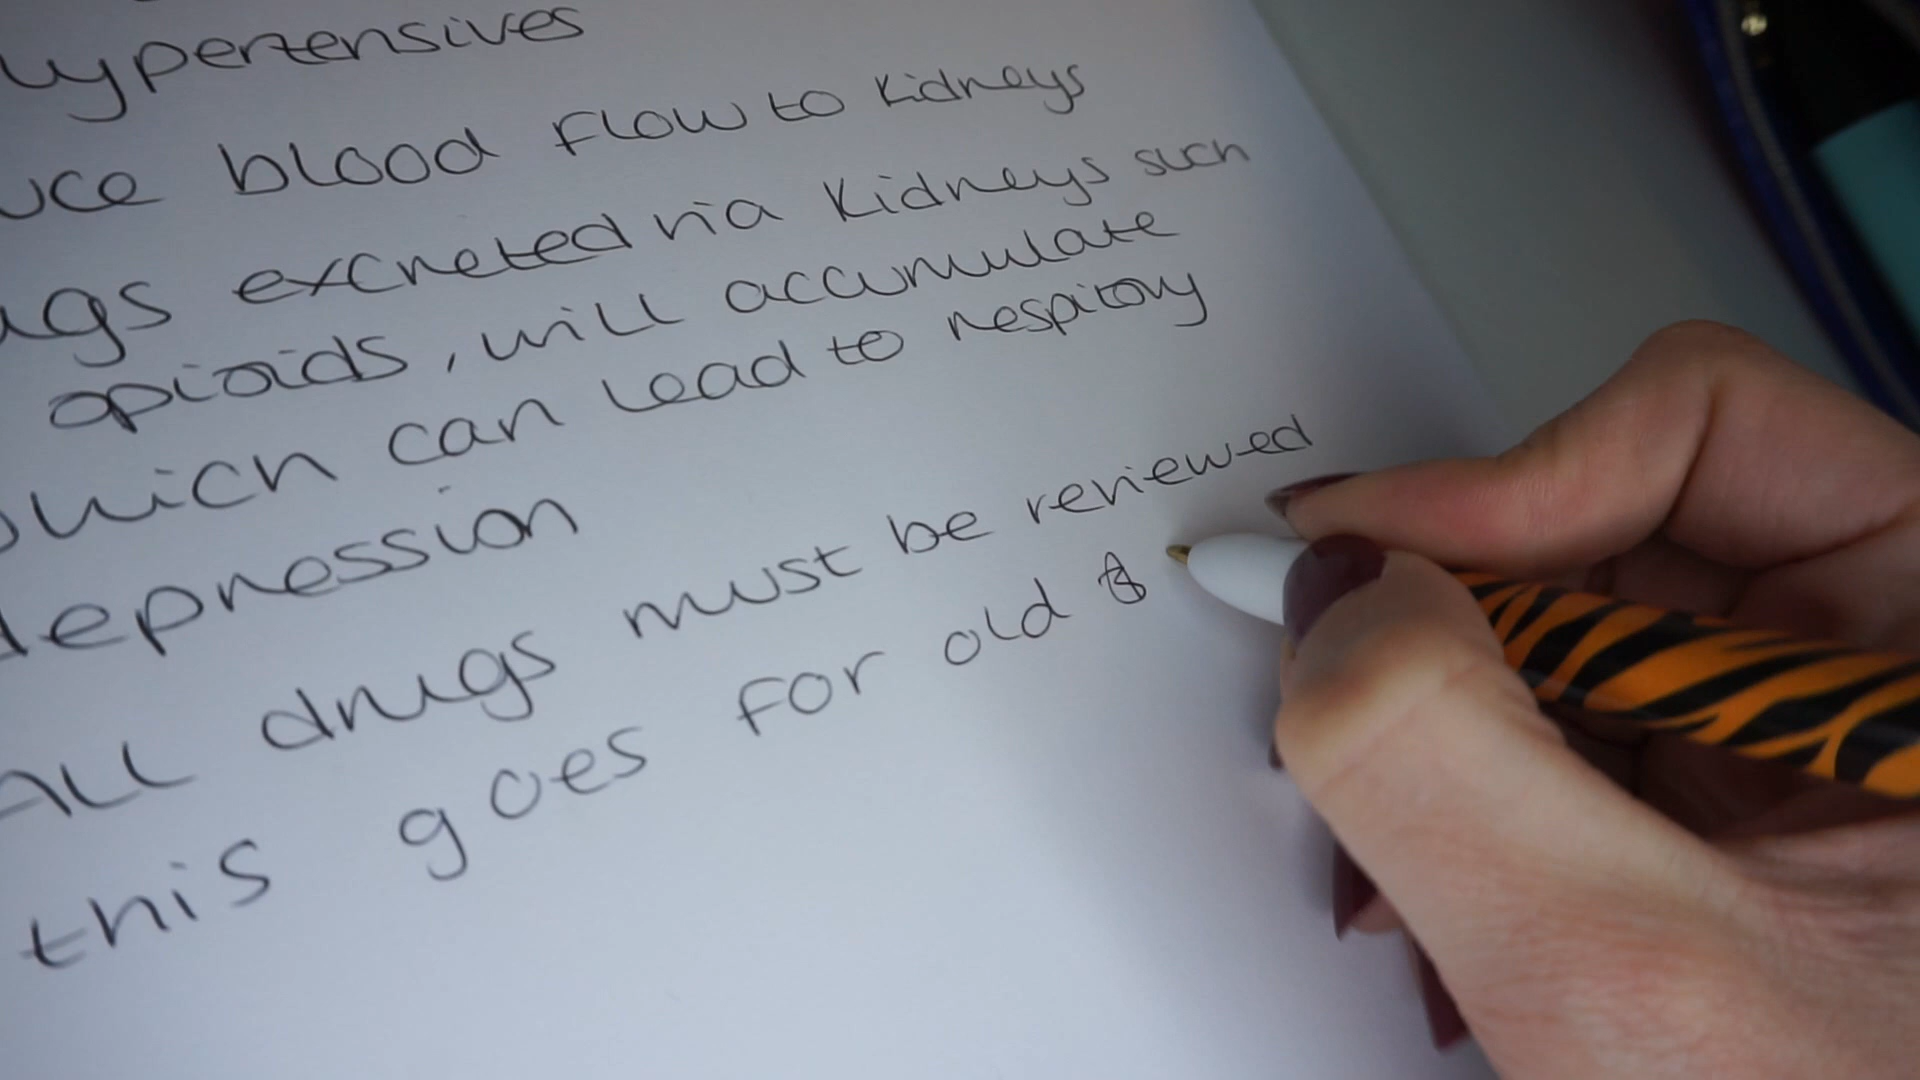 hypertensives
uce blood flow to kidneys
ugs excreted via kidneys such
opioids, will accumulate
which can lead to respitory
depression
ALL drugs must be reviewed
this goes for old &